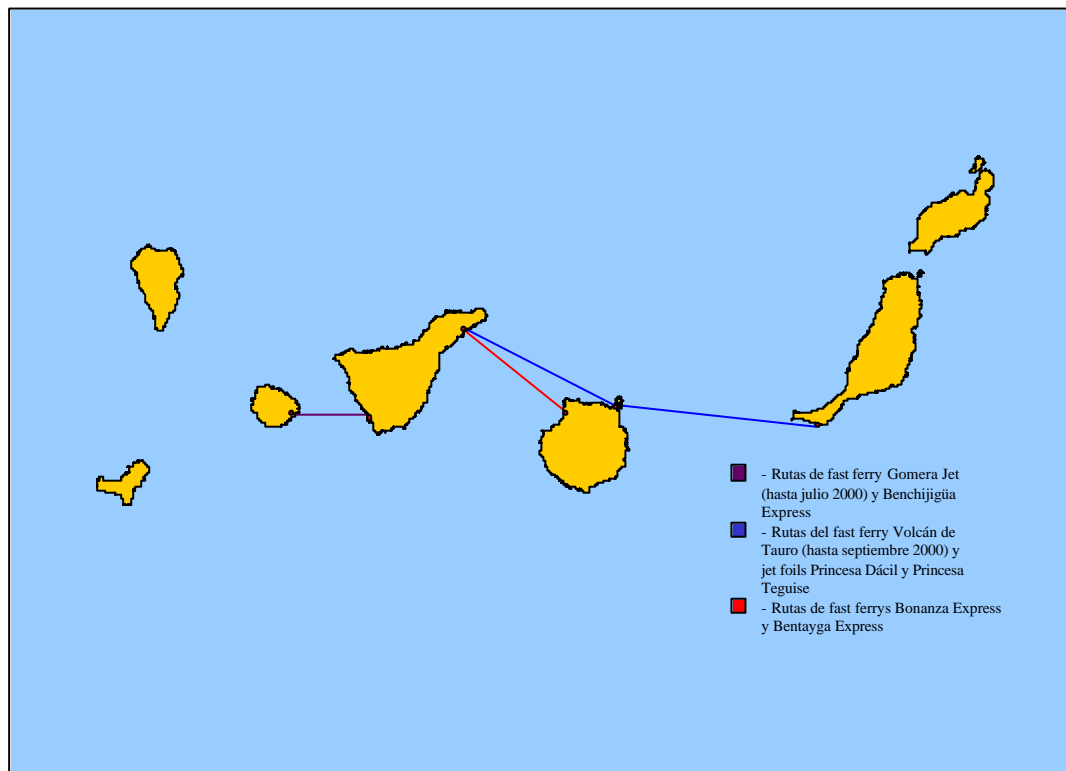 - Rutas de fast ferry Gomera Jet
(hasta julio 2000) y Benchijigüa
Express
- Rutas del fast ferry Volcán de
Tauro (hasta septiembre 2000) y
jet foils Princesa Dácil y Princesa
Teguise
- Rutas de fast ferrys Bonanza Express
y Bentayga Express